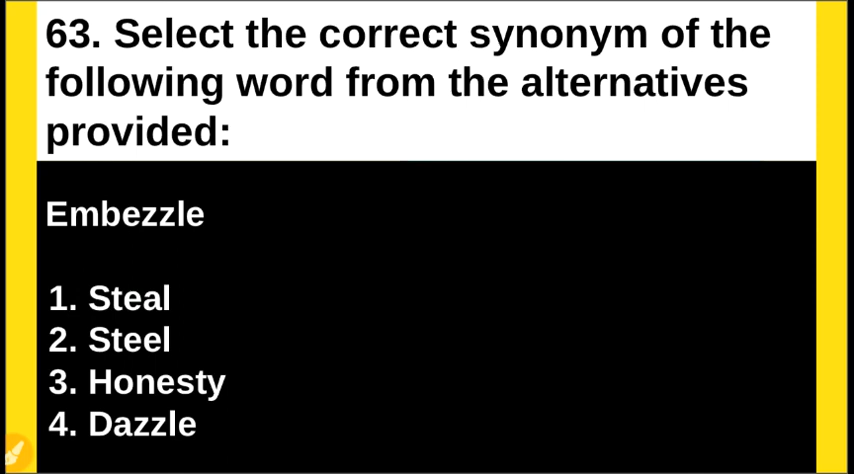 63. Select the correct synonym of the
following word from the alternatives
provided:
Embezzle
1. Steal
2. Steel
3. Honesty
4. Dazzle